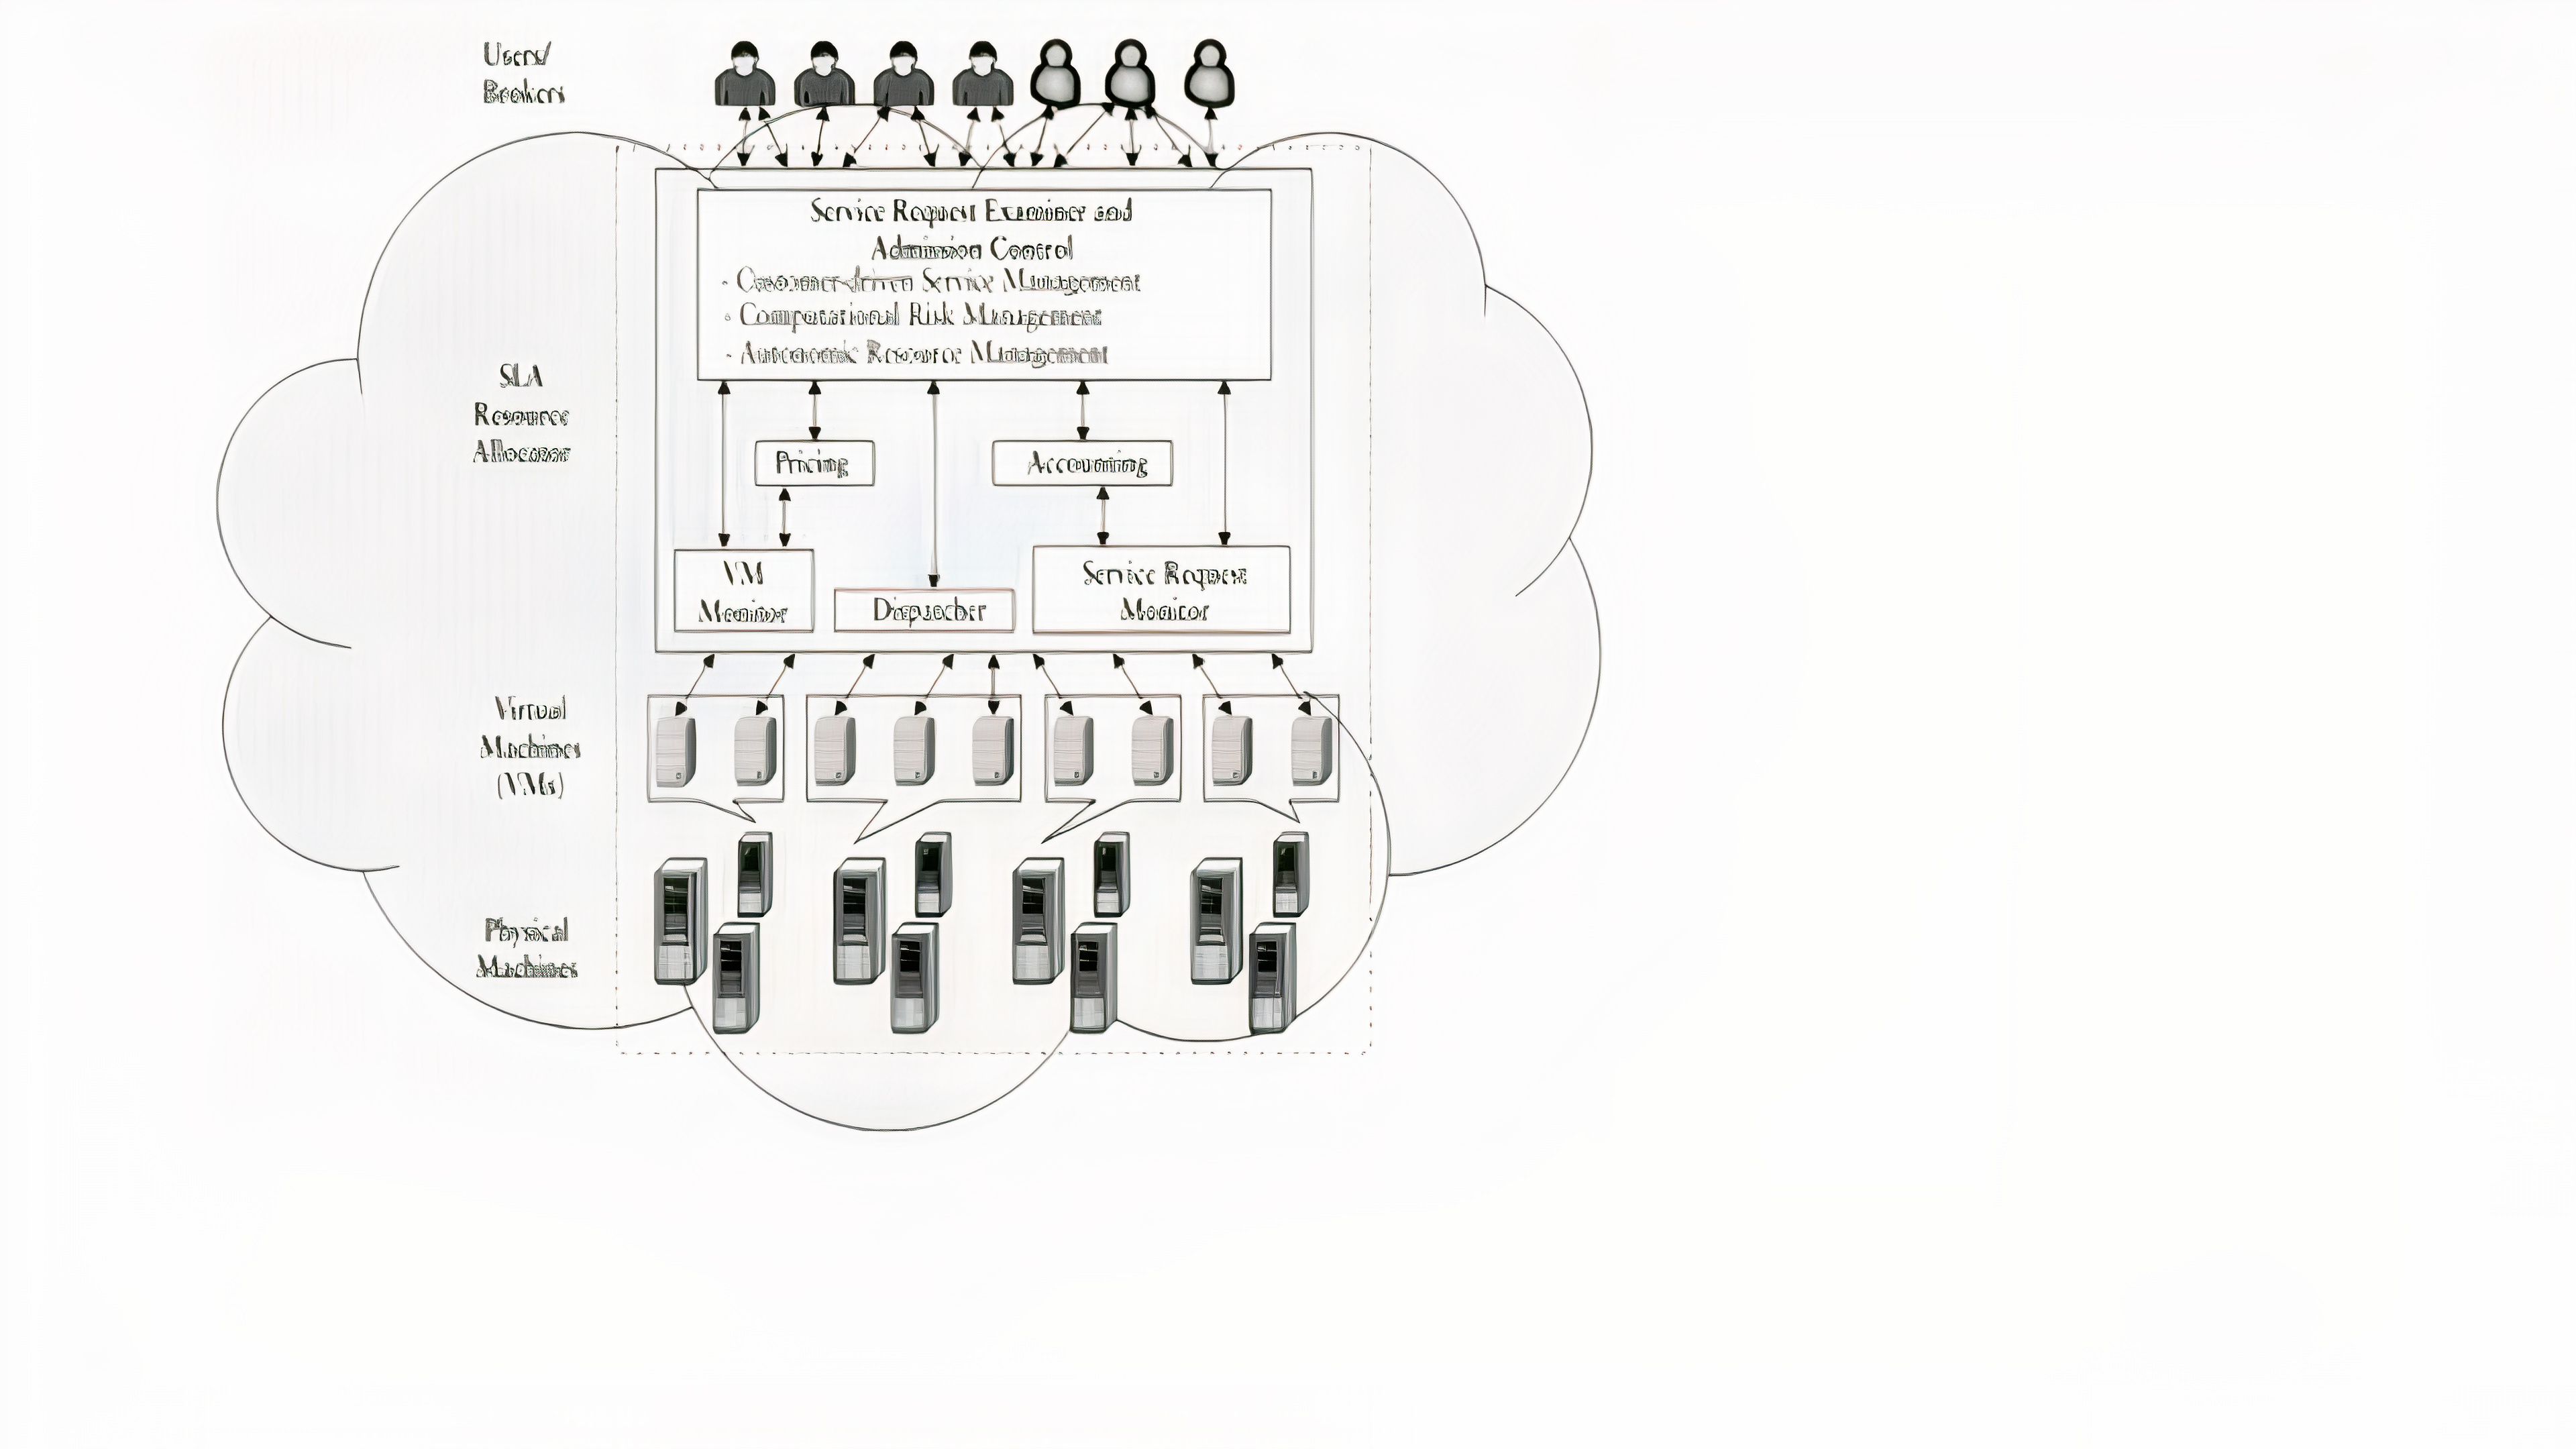 Users/
Brokers
Service Request Examiner and
Admission Control
- Customer-driven Service Management
- Computational Risk Management
- Autonomic Resource Management
SLA
Resource
Allocator
Pricing
Accounting
VM
Monitor
Dispatcher
Service Request
Monitor
Virtual
Machines
(VMs)
Physical
Machines